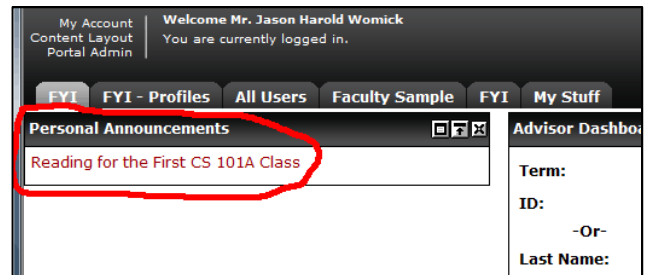 My Account
Content Layout
Portal Admin
Welcome Mr. Jason Harold Womick
You are currently logged in.
FYI FYI - Profiles All Users Faculty Sample FYI My Stuff
Personal Announcements
Reading for the First CS 101A Class
Advisor Dashboa
Term:
ID:
-Or-
Last Name: